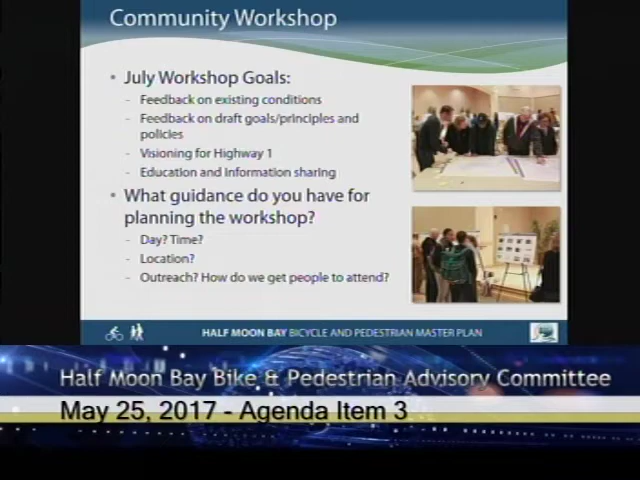 Community Workshop
• July Workshop Goals:
- Feedback on existing conditions
- Feedback on draft goals/principles and
policies
- Visioning for Highway 1
- Education and information sharing
• What guidance do you have for
planning the workshop?
- Day? Time?
- Location?
- Outreach? How do we get people to attend?
HALF MOON BAY BICYCLE AND PEDESTRIAN MASTER PLAN
Half Moon Bay Bike & Pedestrian Advisory Committee
May 25, 2017 - Agenda Item 3